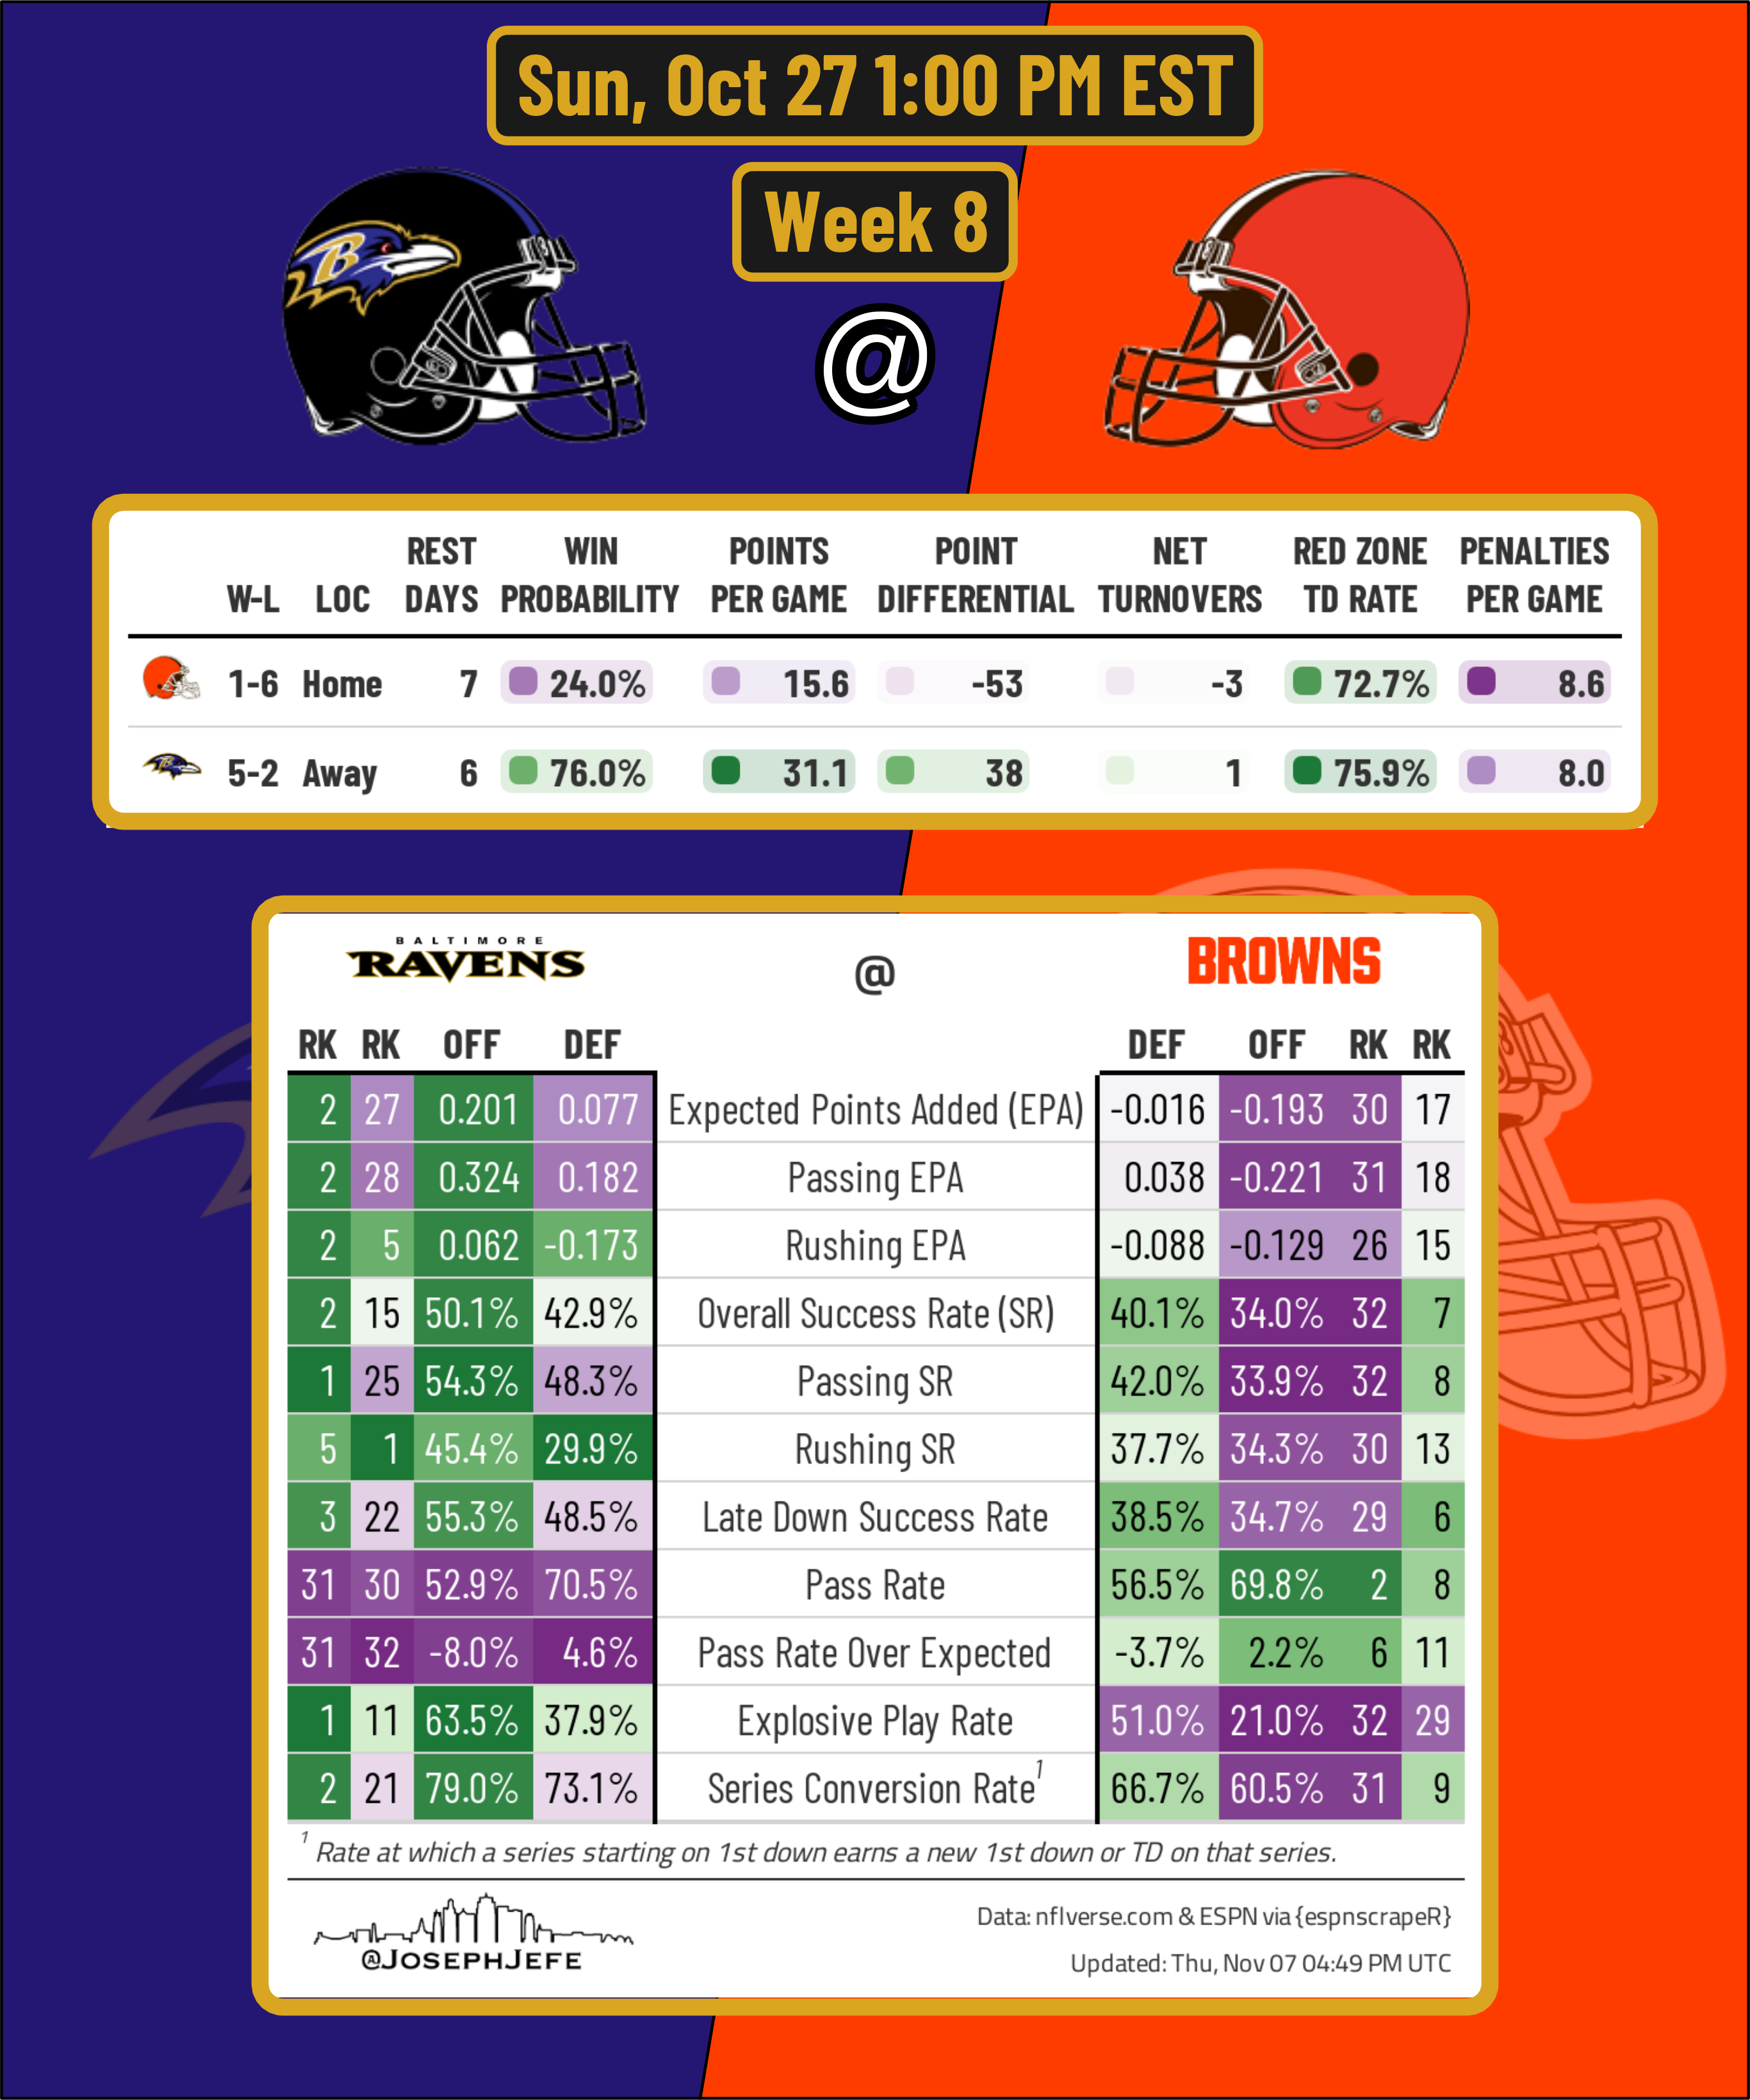 Sun, Oct 27 1:00 PM EST
Week 8
B
@
REST WIN POINTS POINT NET RED ZONE PENALTIES
W-L LOC DAYS PROBABILITY PER GAME DIFFERENTIAL TURNOVERS TD RATE PER GAME
1-6 Home 7 24.0% 15.6 -53 -3 72.7% 8.6
5-2 Away 6 76.0% 31.1 38 1 75.9% 8.0
BALTIMORE
RAVENS @ BROWNS
RK RK OFF DEF DEF OFF RK RK
2 27 0.201 0.077 Expected Points Added (EPA) -0.016 -0.193 30 17
2 28 0.324 0.182 Passing EPA 0.038 -0.221 31 18
2 5 0.062 -0.173 Rushing EPA -0.088 -0.129 26 15
2 15 50.1% 42.9% Overall Success Rate (SR) 40.1% 34.0% 32 7
1 25 54.3% 48.3% Passing SR 42.0% 33.9% 32 8
5 1 45.4% 29.9% Rushing SR 37.7% 34.3% 30 13
3 22 55.3% 48.5% Late Down Success Rate 38.5% 34.7% 29 6
31 30 52.9% 70.5% Pass Rate 56.5% 69.8% 2 8
31 32 -8.0% 4.6% Pass Rate Over Expected -3.7% 2.2% 6 11
1 11 63.5% 37.9% Explosive Play Rate 51.0% 21.0% 32 29
2 21 79.0% 73.1% Series Conversion Rate1 66.7% 60.5% 31 9
1 Rate at which a series starting on 1st down earns a new 1st down or TD on that series.
Data: nflverse.com & ESPN via {espnscrapeR}
@JOSEPHJEFE
Updated: Thu, Nov 07 04:49 PM UTC